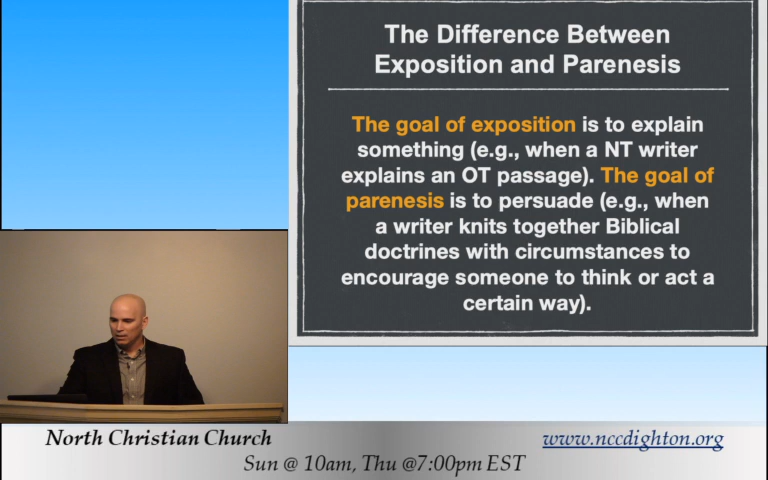 The Difference Between
Exposition and Parenesis
The goal of exposition is to explain
something (e.g., when a NT writer
explains an OT passage). The goal of
parenesis is to persuade (e.g., when
a writer knits together Biblical
doctrines with circumstances to
encourage someone to think or act a
certain way).
North Christian Church
www.nccdighton.org
Sun @ 10am, Thu @7:00pm EST